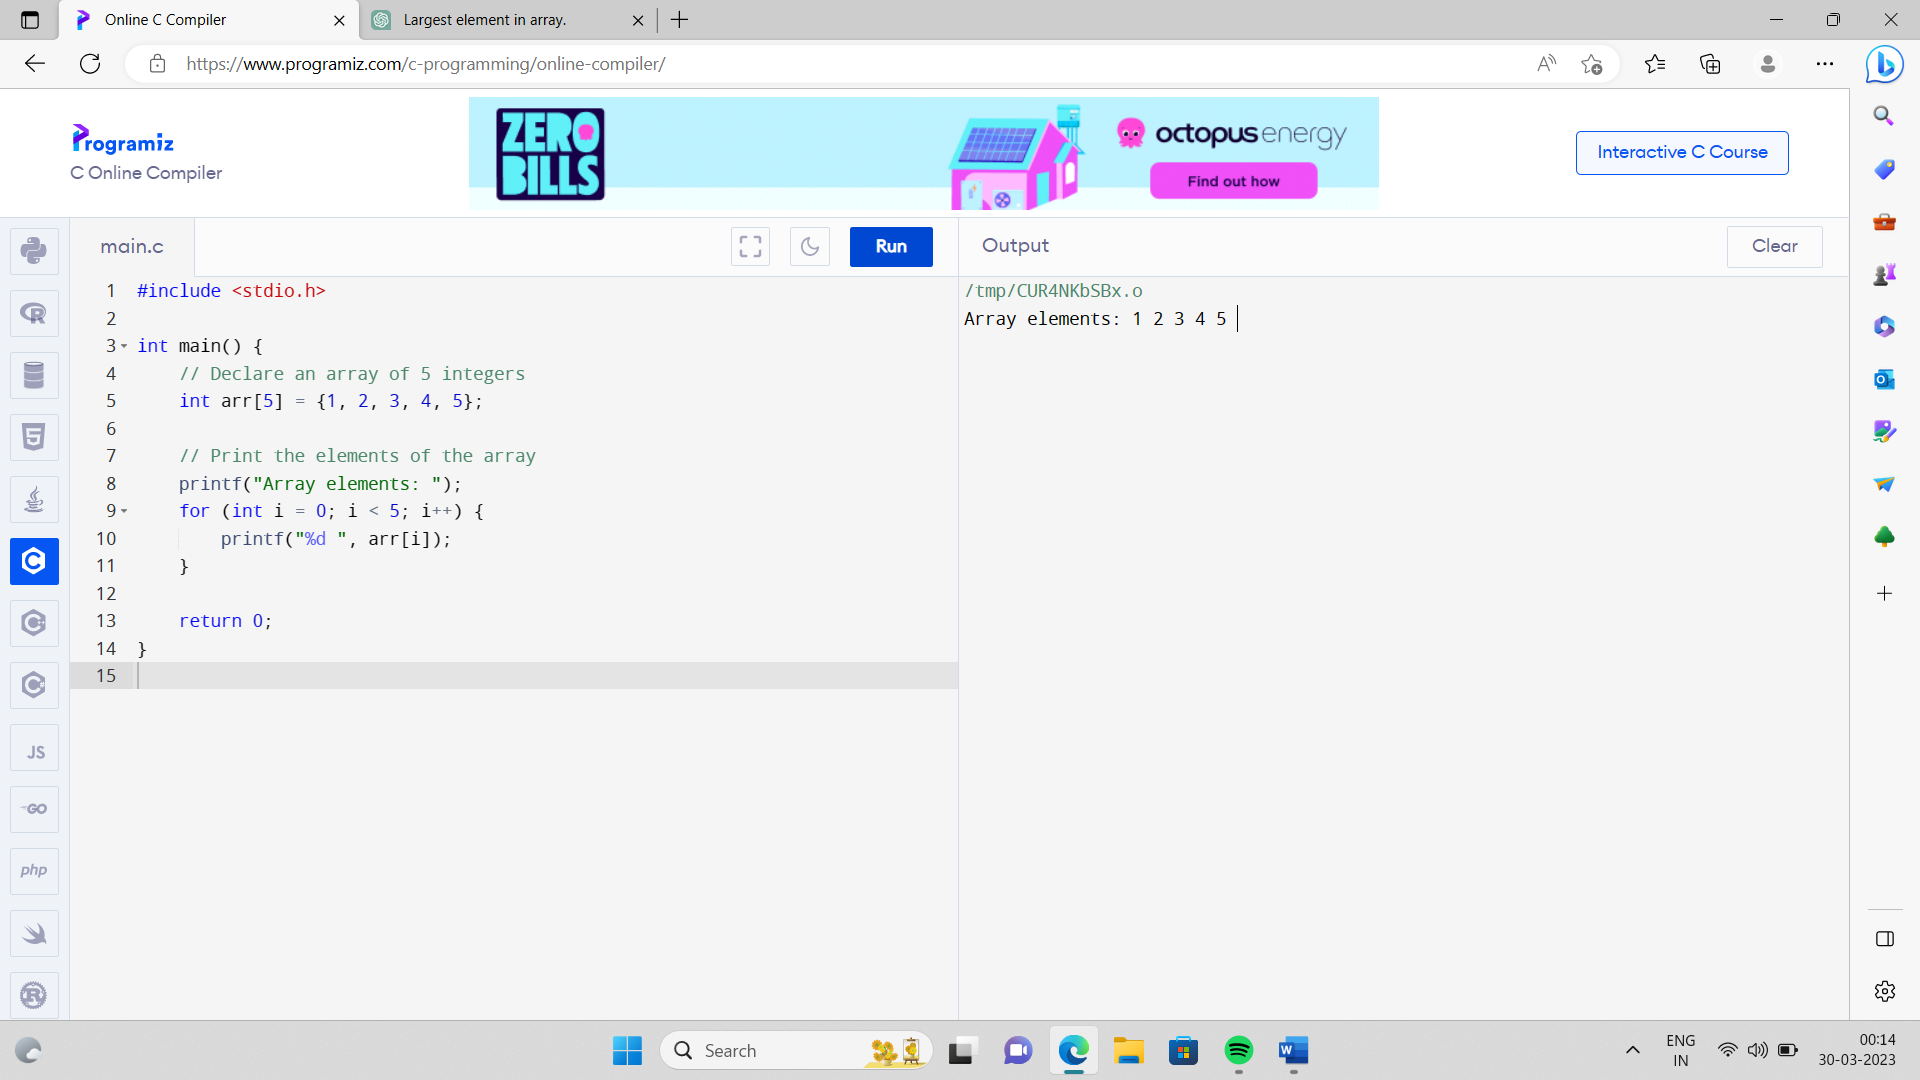 Online C Compiler
Largest element in array.
https://www.programiz.com/c-programming/online-compiler/
Programiz
C Online Compiler
ZERO
BILLS
octopus energy
Find out how
Interactive C Course
main.c
Run
Output
Clear
1 #include <stdio.h>
2
3 int main() {
4     // Declare an array of 5 integers
5     int arr[5] = {1, 2, 3, 4, 5};
6
7     // Print the elements of the array
8     printf("Array elements: ");
9     for (int i = 0; i < 5; i++) {
10         printf("%d ", arr[i]);
11     }
12
13     return 0;
14 }
15
/tmp/CUR4NKbSBx.o
Array elements: 1 2 3 4 5
JS
GO
php
Search
ENG
IN
00:14
30-03-2023